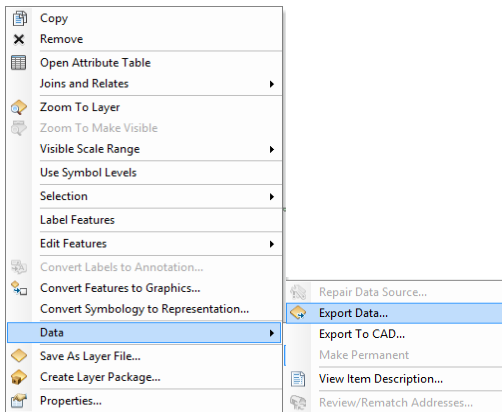 Copy
Remove
Open Attribute Table
Joins and Relates
Zoom To Layer
Zoom To Make Visible
Visible Scale Range
Use Symbol Levels
Selection
Label Features
Edit Features
Convert Labels to Annotation...
Convert Features to Graphics...
Convert Symbology to Representation...
Data
Save As Layer File...
Create Layer Package...
Properties...
Repair Data Source...
Export Data...
Export To CAD...
Make Permanent
View Item Description...
Review/Rematch Addresses...